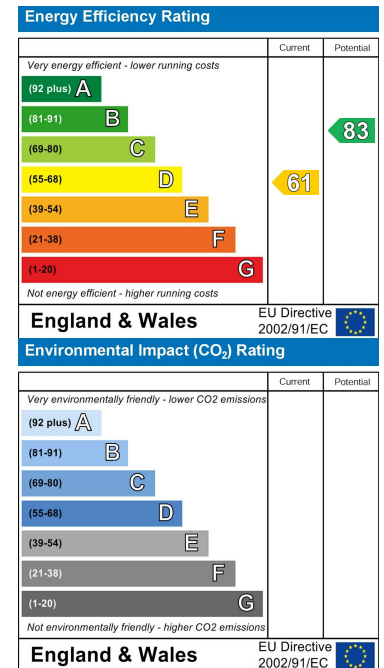 Energy Efficiency Rating
Current Potential
Very energy efficient - lower running costs
(92 plus) A
(81-91) B
(69-80) C
(55-68) D
(39-54) E
(21-38) F
(1-20) G
83
61
Not energy efficient - higher running costs
England & Wales
EU Directive
2002/91/EC
Environmental Impact (CO₂) Rating
Current Potential
Very environmentally friendly - lower CO2 emissions
(92 plus) A
(81-91) B
(69-80) C
(55-68) D
(39-54) E
(21-38) F
(1-20) G
Not environmentally friendly - higher CO2 emissions
England & Wales
EU Directive
2002/91/EC